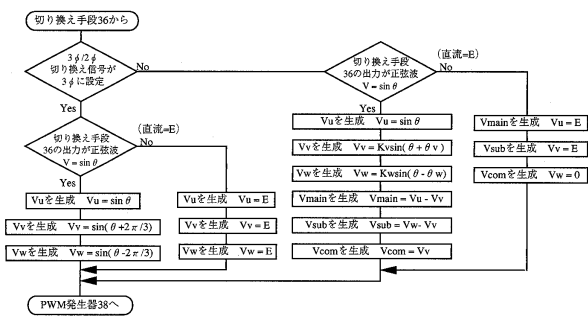 切り換え手段36から
3φ/2φ
切り換え信号が
3φに設定
No
Yes
切り換え手段
36の出力が正弦波
V = sin θ
(直流=E)
No
Yes
Vuを生成 Vu = sin θ
Vvを生成 Vv = sin( θ +2 π /3)
Vwを生成 Vw = sin( θ -2 π /3)
Vuを生成 Vu = E
Vvを生成 Vv = E
Vwを生成 Vw = E
切り換え手段
36の出力が正弦波
V = sin θ
(直流=E)
No
Yes
Vuを生成 Vu = sin θ
Vvを生成 Vv = Kvsin( θ + θ v )
Vwを生成 Vw = Kwsin( θ - θ w)
Vmainを生成 Vmain = Vu - Vv
Vsubを生成 Vsub = Vw- Vv
Vcomを生成 Vcom = Vv
Vmainを生成 Vu = E
Vsubを生成 Vv = E
Vcomを生成 Vw = 0
PWM発生器38へ